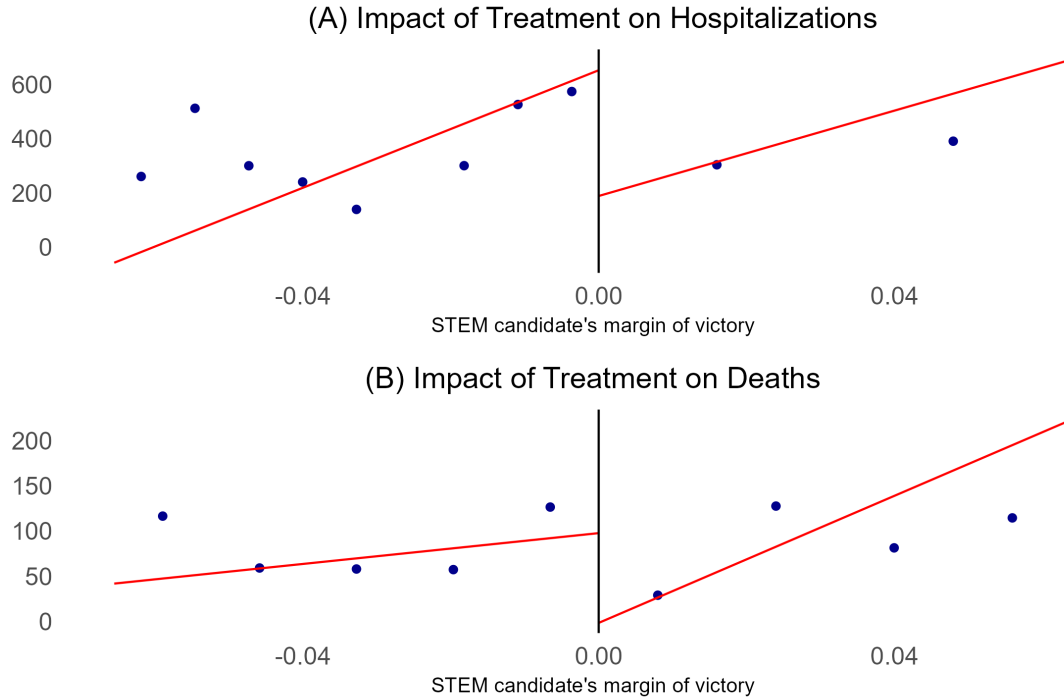 (A) Impact of Treatment on Hospitalizations
600
400
200
0
-0.04 0.00 0.04
STEM candidate's margin of victory
(B) Impact of Treatment on Deaths
200
150
100
50
0
-0.04 0.00 0.04
STEM candidate's margin of victory